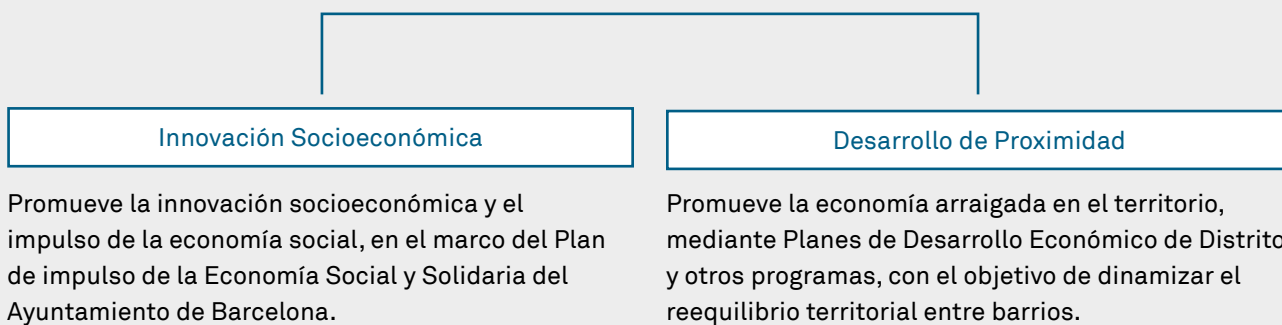 Innovación Socioeconómica
Promueve la innovación socioeconómica y el
impulso de la economía social, en el marco del Plan
de impulso de la Economía Social y Solidaria del
Ayuntamiento de Barcelona.
Desarrollo de Proximidad
Promueve la economía arraigada en el territorio,
mediante Planes de Desarrollo Económico de Distrito
y otros programas, con el objetivo de dinamizar el
reequilibrio territorial entre barrios.